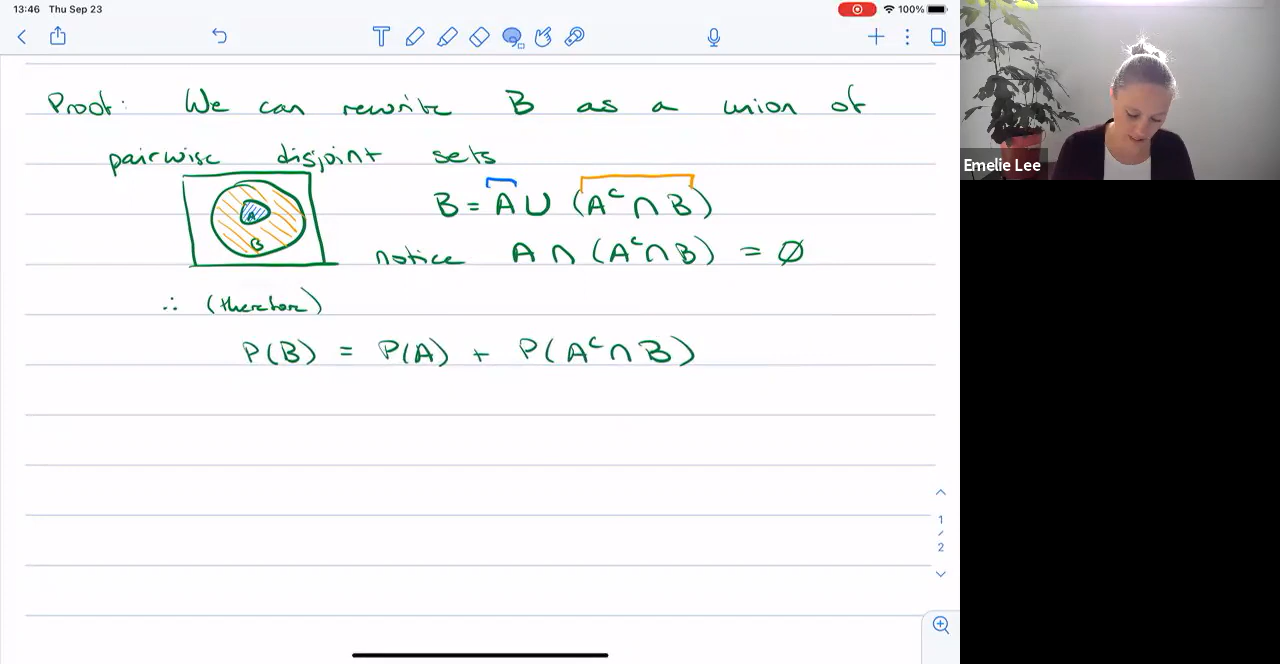 13:46 Thu Sep 23
100%
Proof: We can rewrite B as a union of
pairwise disjoint sets
B = A ∪ (Aᶜ ∩ B)
A
B
notice A ∩ (Aᶜ ∩ B) = ∅
∴ (therefore)
P(B) = P(A) + P(Aᶜ ∩ B)
1
/
2
Emelie Lee